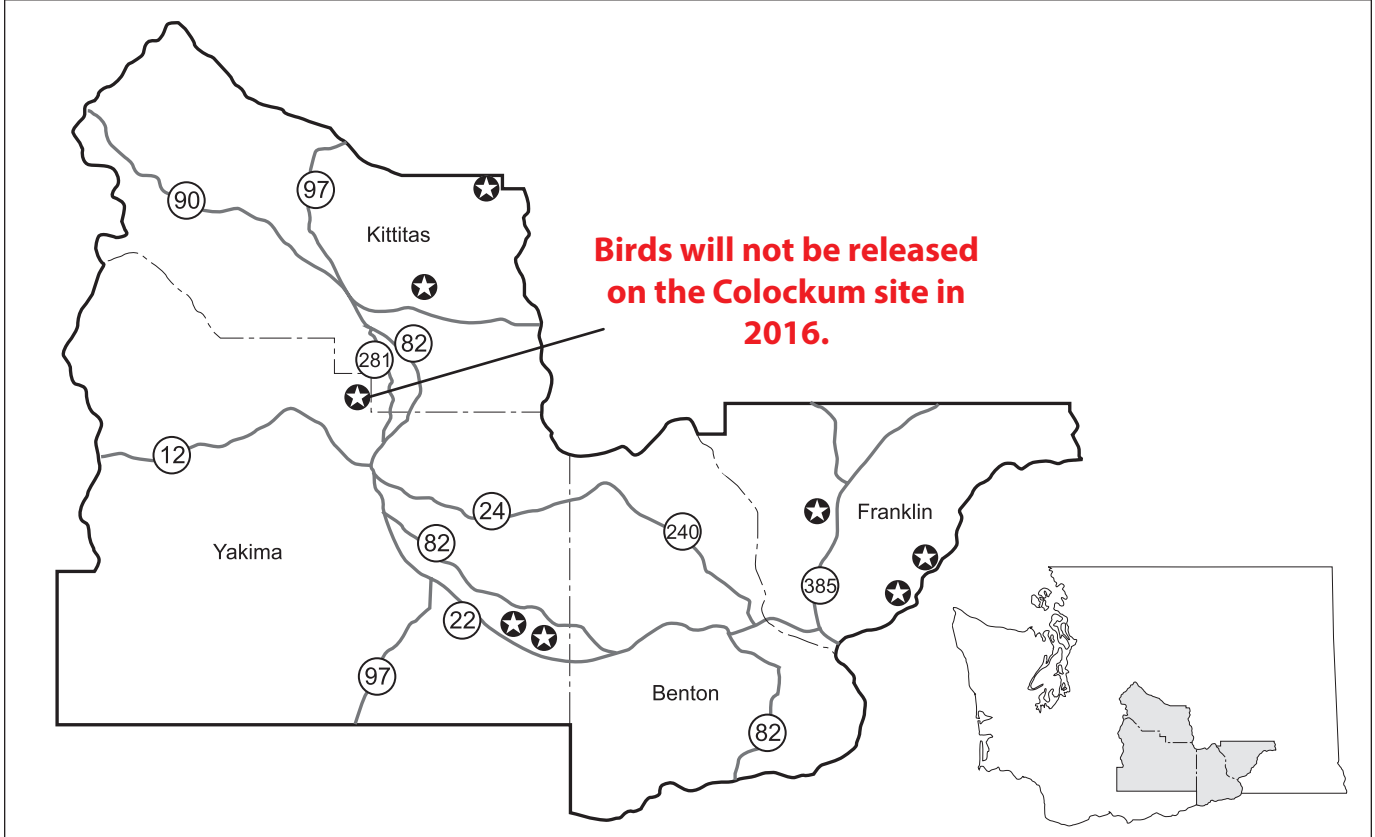 97
90
Kittitas
Birds will not be released
on the Colockum site in
2016.
82
281
12
24
Franklin
82
240
Yakima
385
22
97
Benton
82